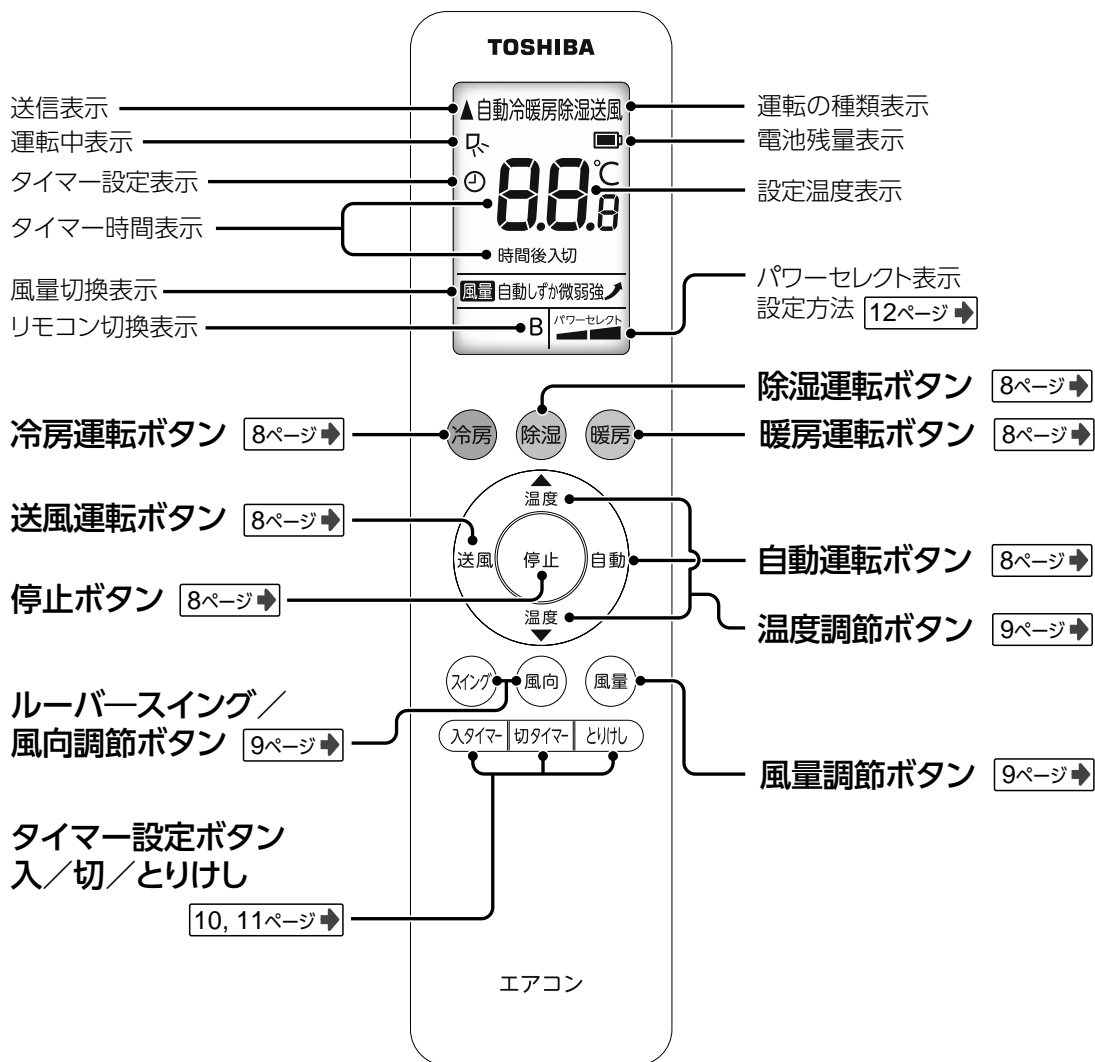 TOSHIBA
送信表示
運転中表示
タイマー設定表示
タイマー時間表示
風量切換表示
リモコン切換表示
▲自動冷暖房除湿送風
88.8℃
時間後入切
風量 自動しずか微弱強
B パワーセレクト
運転の種類表示
電池残量表示
設定温度表示
パワーセレクト表示
設定方法 12ページ
冷房運転ボタン 8ページ
送風運転ボタン 8ページ
停止ボタン 8ページ
ルーバースイング/
風向調節ボタン 9ページ
タイマー設定ボタン
入/切/とりけし
10, 11ページ
冷房 除湿 暖房
▲
温度
送風 停止 自動
温度
▼
スイング 風向 風量
入タイマー 切タイマー とりけし
エアコン
除湿運転ボタン 8ページ
暖房運転ボタン 8ページ
自動運転ボタン 8ページ
温度調節ボタン 9ページ
風量調節ボタン 9ページ